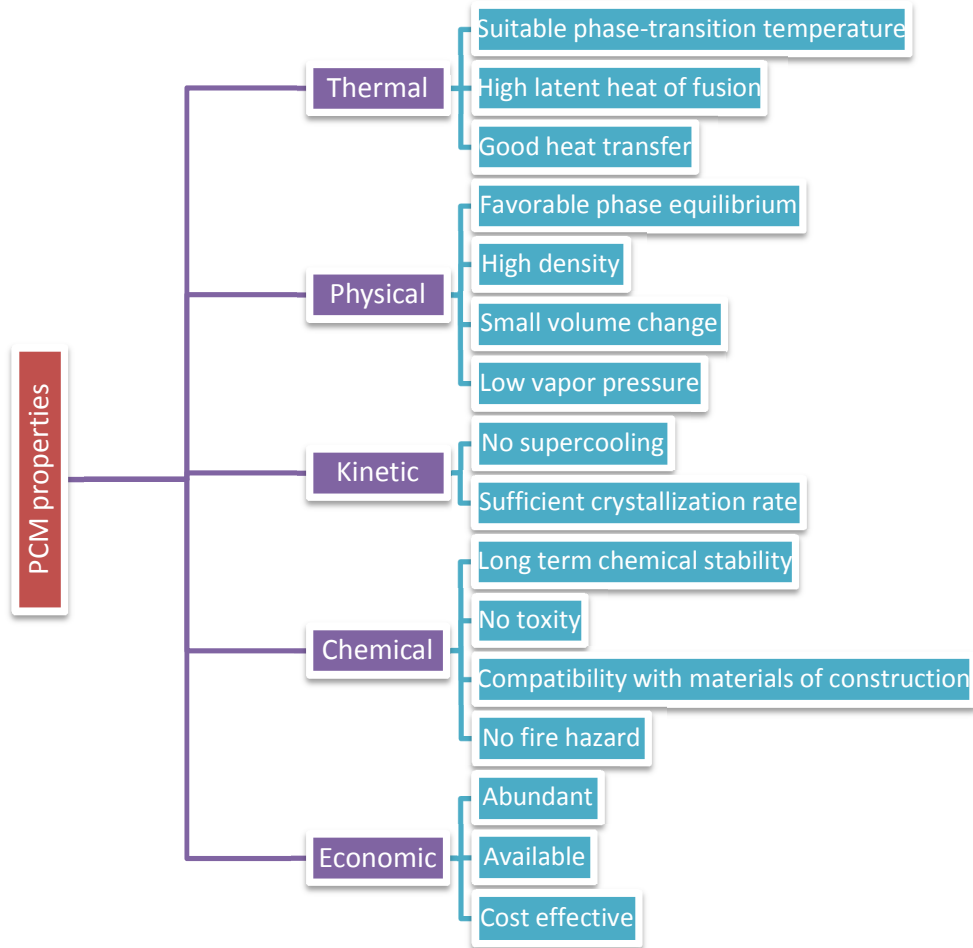 PCM properties
Thermal
Suitable phase-transition temperature
High latent heat of fusion
Good heat transfer
Physical
Favorable phase equilibrium
High density
Small volume change
Low vapor pressure
Kinetic
No supercooling
Sufficient crystallization rate
Chemical
Long term chemical stability
No toxity
Compatibility with materials of construction
No fire hazard
Economic
Abundant
Available
Cost effective